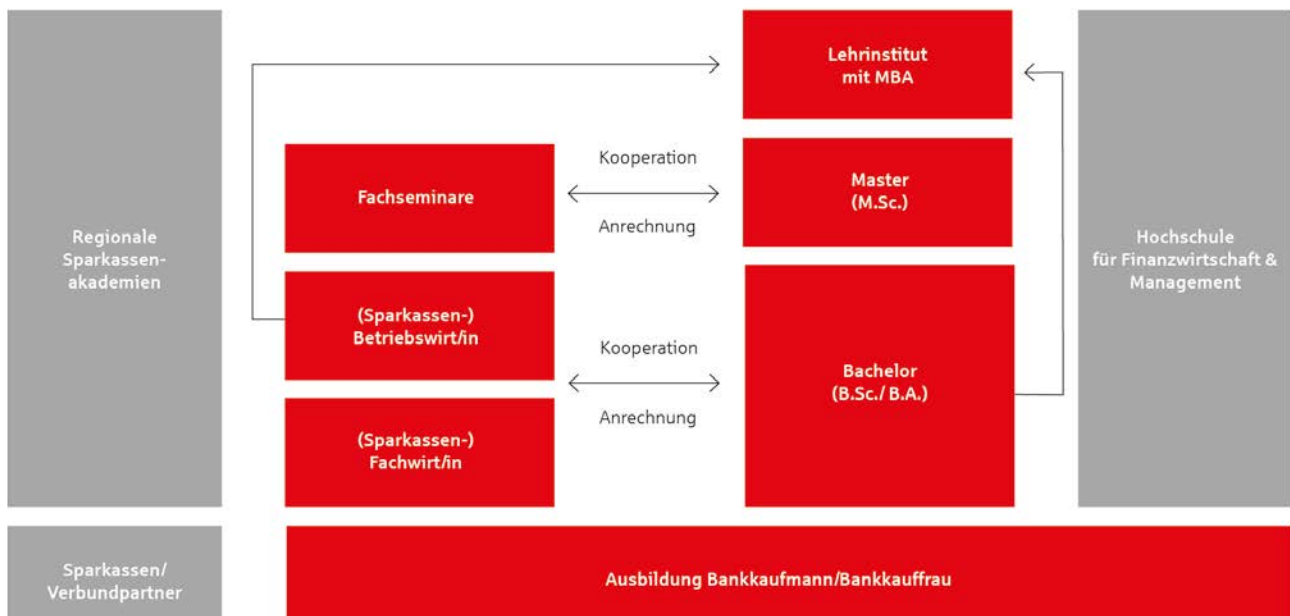 Regionale
Sparkassen-
akademien
Sparkassen/
Verbundpartner
Fachseminare
(Sparkassen-)
Betriebswirt/in
(Sparkassen-)
Fachwirt/in
Kooperation
Anrechnung
Kooperation
Anrechnung
Lehrinstitut
mit MBA
Master
(M.Sc.)
Bachelor
(B.Sc./ B.A.)
Hochschule
für Finanzwirtschaft &
Management
Ausbildung Bankkaufmann/Bankkauffrau